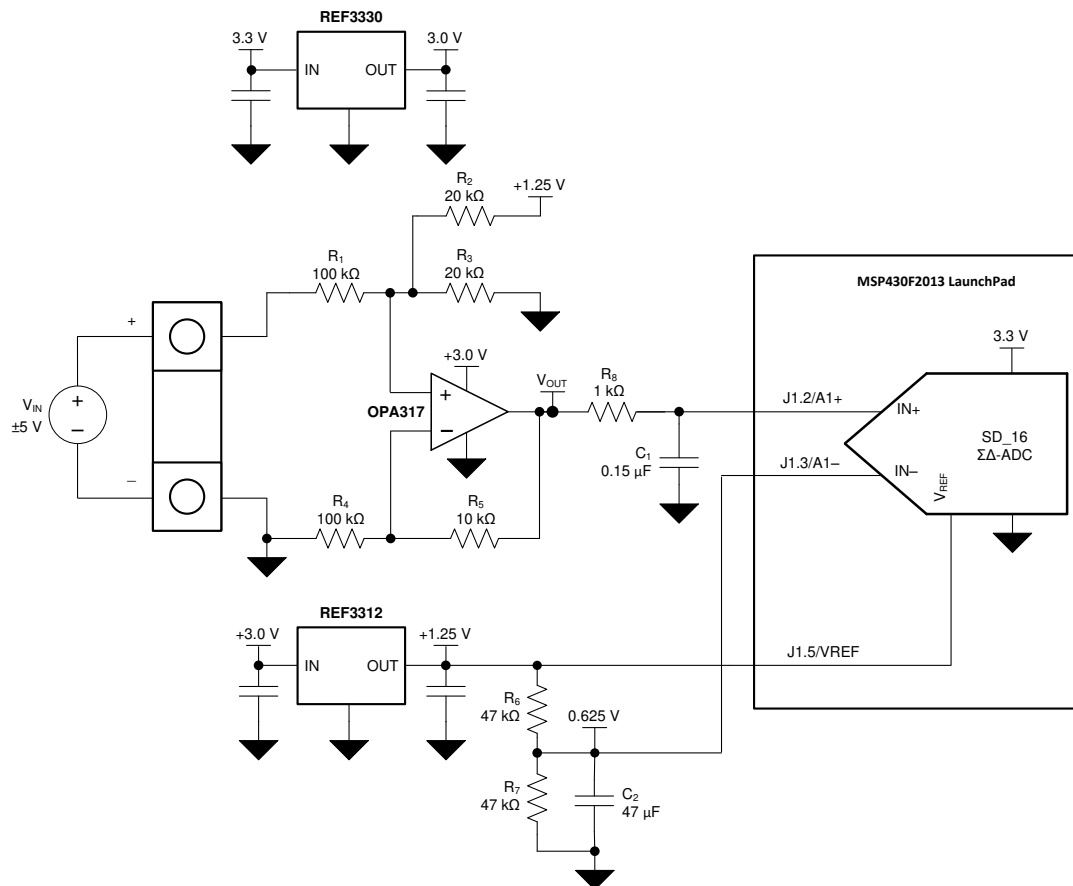 REF3330
3.3 V
3.0 V
IN
OUT
R2
20 kΩ
+1.25 V
R1
100 kΩ
R3
20 kΩ
MSP430F2013 LaunchPad
+
+3.0 V
3.3 V
VIN
±5 V
+
−
OPA317
+
−
VOUT
R8
1 kΩ
J1.2/A1+
IN+
SD_16
ΣΔ-ADC
C1
0.15 µF
J1.3/A1−
IN−
VREF
−
R4
100 kΩ
R5
10 kΩ
REF3312
+3.0 V
+1.25 V
IN
OUT
J1.5/VREF
R6
47 kΩ
0.625 V
R7
47 kΩ
C2
47 µF